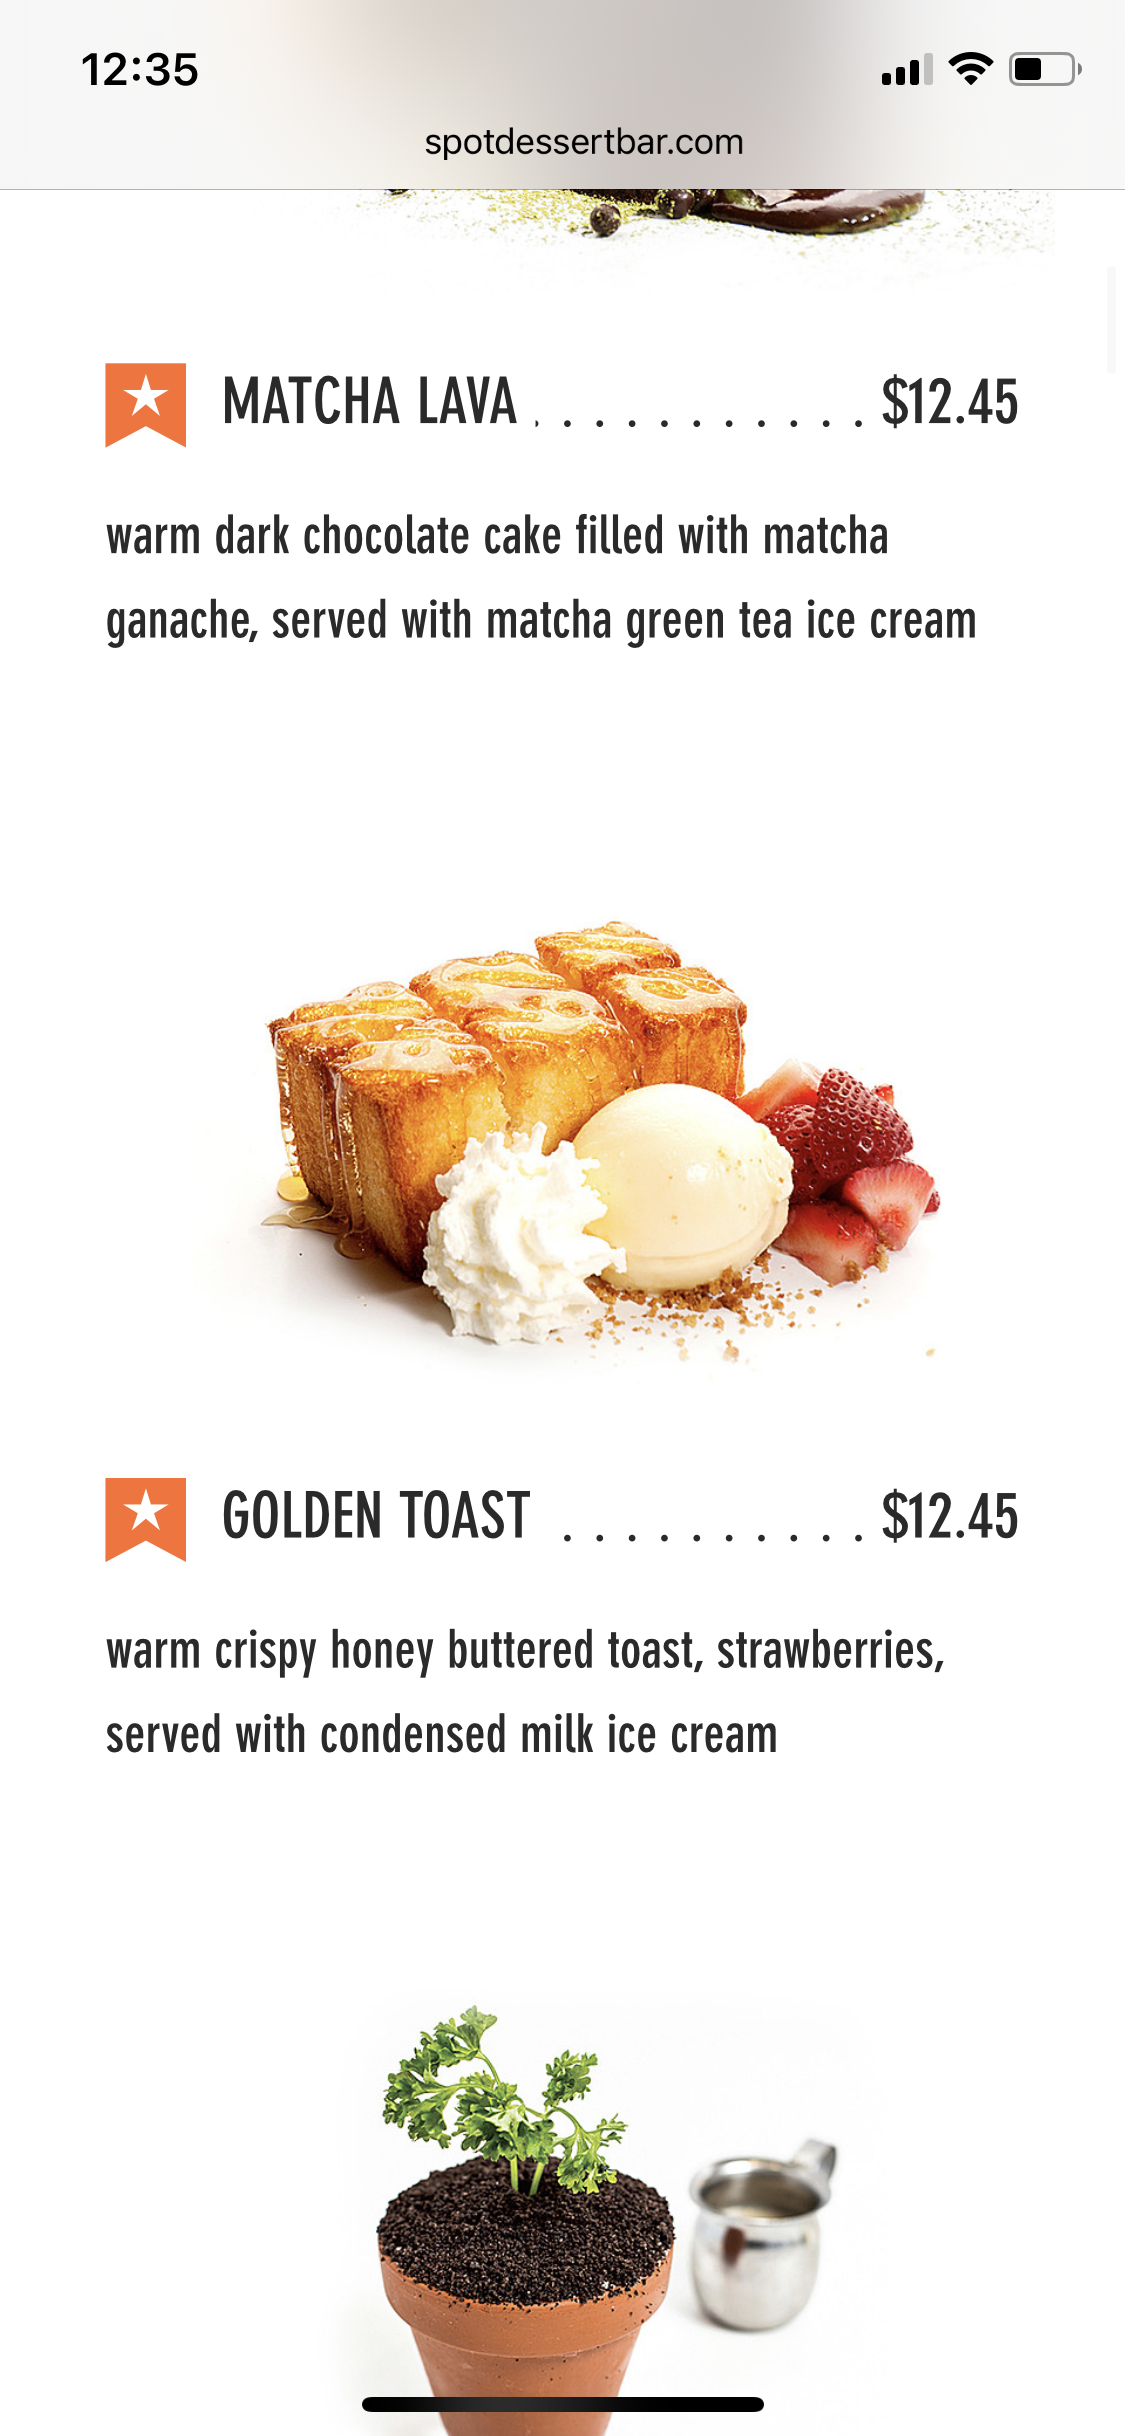 12:35
spotdessertbar.com
MATCHA LAVA . . . . . . . . . . . $12.45
warm dark chocolate cake filled with matcha
ganache, served with matcha green tea ice cream
GOLDEN TOAST . . . . . . . . . . $12.45
warm crispy honey buttered toast, strawberries,
served with condensed milk ice cream